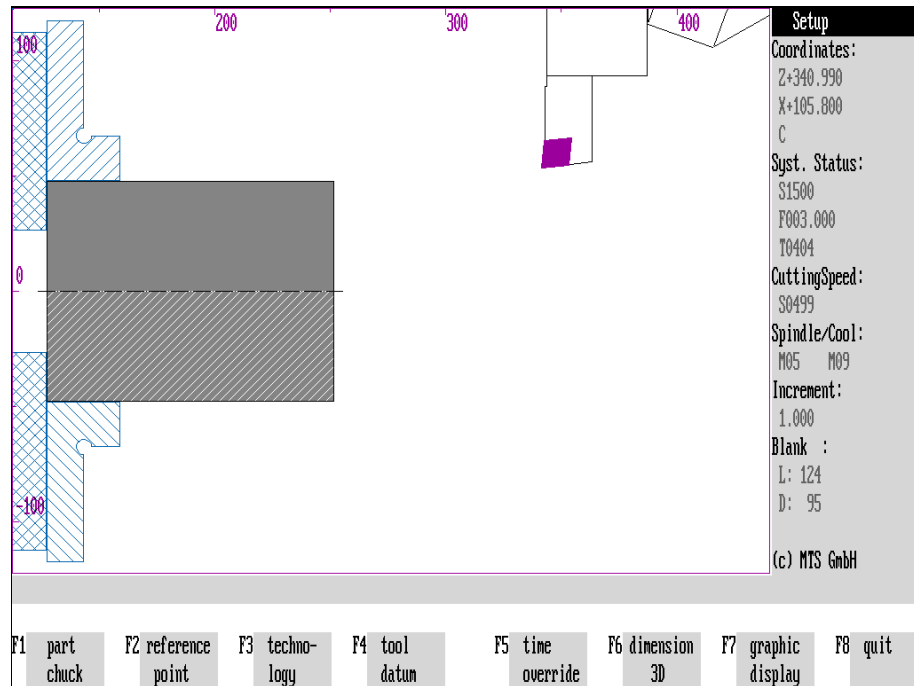 200
300
400
100
0
-100
Setup
Coordinates:
Z+340.990
X+105.800
C
Syst. Status:
S1500
F003.000
T0404
CuttingSpeed:
S0499
Spindle/Cool:
M05 M09
Increment:
1.000
Blank :
L: 124
D: 95
(c) MTS GmbH
F1 part chuck
F2 reference point
F3 techno- logy
F4 tool datum
F5 time override
F6 dimension 3D
F7 graphic display
F8 quit